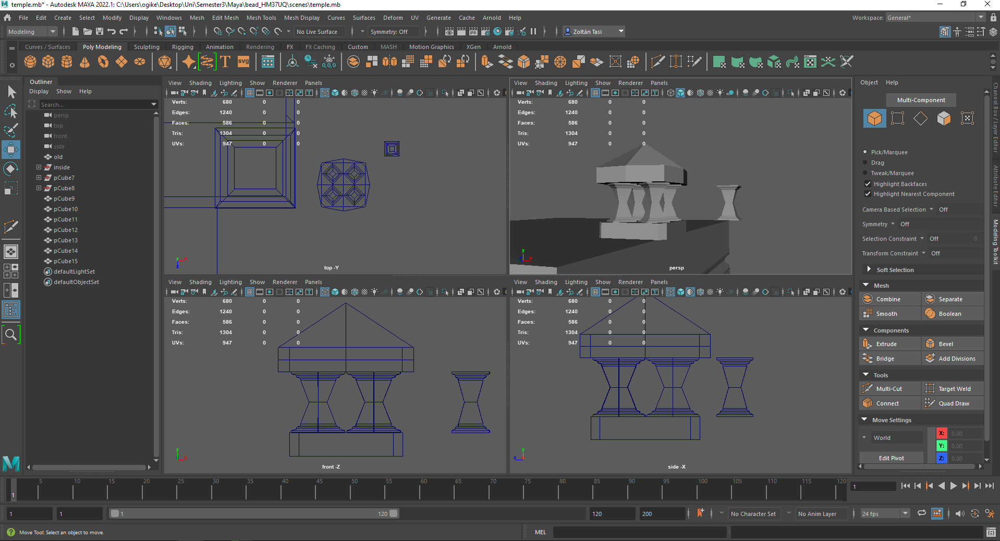 temple.mb* - Autodesk MAYA 2022.1: C:\Users\ogike\Desktop\Uni\Semester3\Maya\bead_HM37UQ\scenes\temple.mb
File Edit Create Select Modify Display Windows Mesh Edit Mesh Mesh Tools Mesh Display Curves Surfaces Deform UV Generate Cache Arnold Help Workspace: General*
Modeling No Live Surface Symmetry: Off IPR Zoltán Tasi
Curves / Surfaces Poly Modeling Sculpting Rigging Animation Rendering FX FX Caching Custom MASH Motion Graphics XGen Arnold
T svg 0,0,0
Outliner
Display Show Help
Search...
persp
top
front
side
old
inside
pCube7
pCube8
pCube9
pCube10
pCube11
pCube12
pCube13
pCube14
pCube15
defaultLightSet
defaultObjectSet
View Shading Lighting Show Renderer Panels
Verts: 680 0 0
Edges: 1240 0 0
Faces: 586 0 0
Tris: 1304 0 0
UVs: 947 0 0
y x z
top -Y
View Shading Lighting Show Renderer Panels
Verts: 680 0 0
Edges: 1240 0 0
Faces: 586 0 0
Tris: 1304 0 0
UVs: 947 0 0
y z x
persp
View Shading Lighting Show Renderer Panels
Verts: 680 0 0
Edges: 1240 0 0
Faces: 586 0 0
Tris: 1304 0 0
UVs: 947 0 0
y z x
front -Z
View Shading Lighting Show Renderer Panels
Verts: 680 0 0
Edges: 1240 0 0
Faces: 586 0 0
Tris: 1304 0 0
UVs: 947 0 0
y z x
side -X
Object Help
Multi-Component
Pick/Marquee
Drag
Tweak/Marquee
Highlight Backfaces
Highlight Nearest Component
Camera Based Selection Off
Symmetry Off
Selection Constraint Off 0
Transform Constraint Off
Soft Selection
Mesh
Combine Separate
Smooth Boolean
Components
Extrude Bevel
Bridge Add Divisions
Tools
Multi-Cut Target Weld
Connect Quad Draw
Move Settings
World X: 0.00
Y: 0.00
Edit Pivot Z: 0.00
Channel Box / Layer Editor
Attribute Editor
Modeling Toolkit
5 10 15 20 25 30 35 40 45 50 55 60 65 70 75 80 85 90 95 100 105 110 115 120
1 1
1 1 1 120 120 200 No Character Set No Anim Layer 24 fps
Move Tool: Select an object to move. MEL